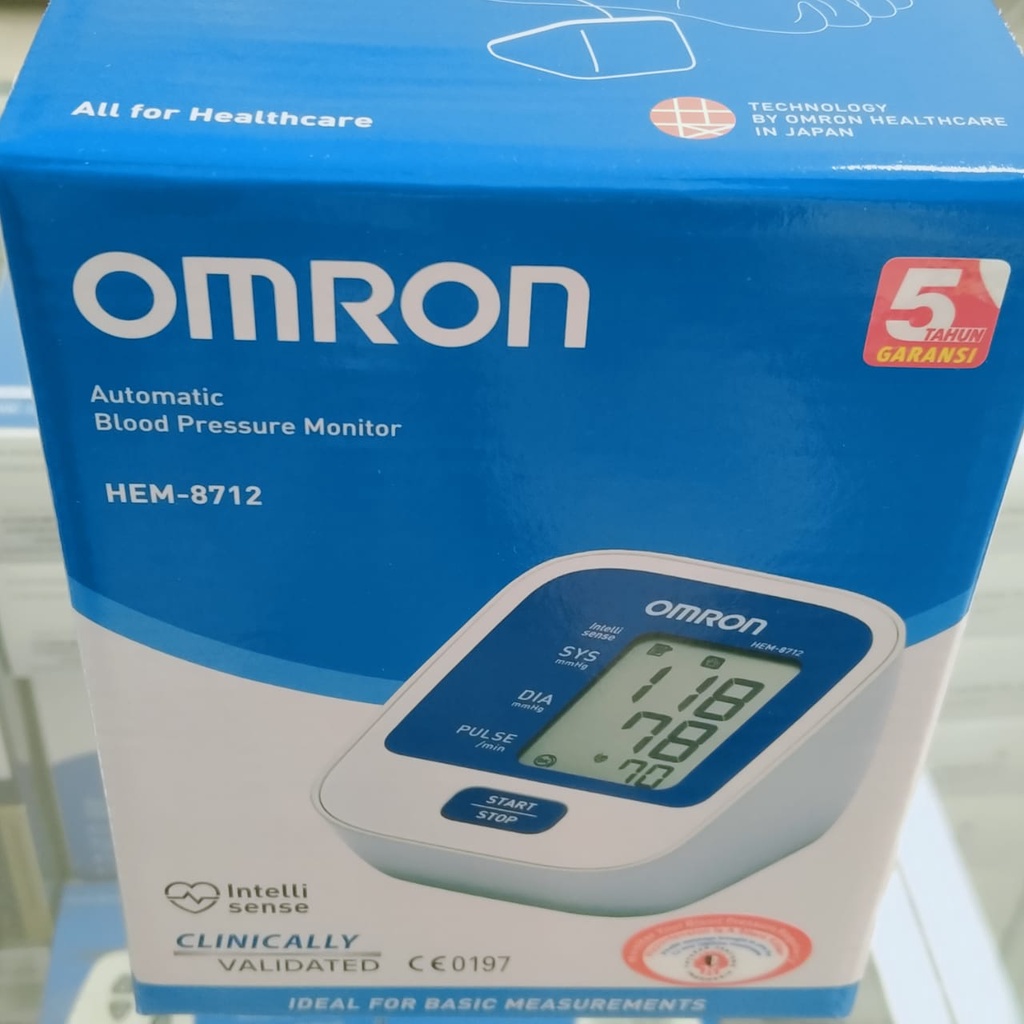 All for Healthcare
TECHNOLOGY
BY OMRON HEALTHCARE
IN JAPAN
OMRON
5
TAHUN
GARANSI
Automatic
Blood Pressure Monitor
HEM-8712
OMRON
HEM-8712
Intelli
sense
SYS
mmHg
118
DIA
mmHg
78
PULSE
/min
70
START
STOP
Intelli
sense
CLINICALLY
VALIDATED
CE0197
IDEAL FOR BASIC MEASUREMENTS